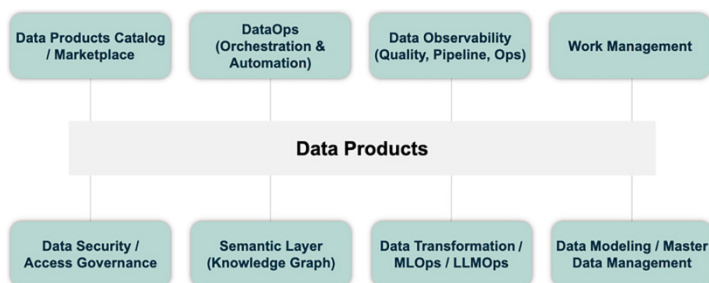 Data Products Catalog
/ Marketplace
DataOps
(Orchestration &
Automation)
Data Observability
(Quality, Pipeline, Ops)
Work Management
Data Products
Data Security /
Access Governance
Semantic Layer
(Knowledge Graph)
Data Transformation /
MLOps / LLMOps
Data Modeling / Master
Data Management